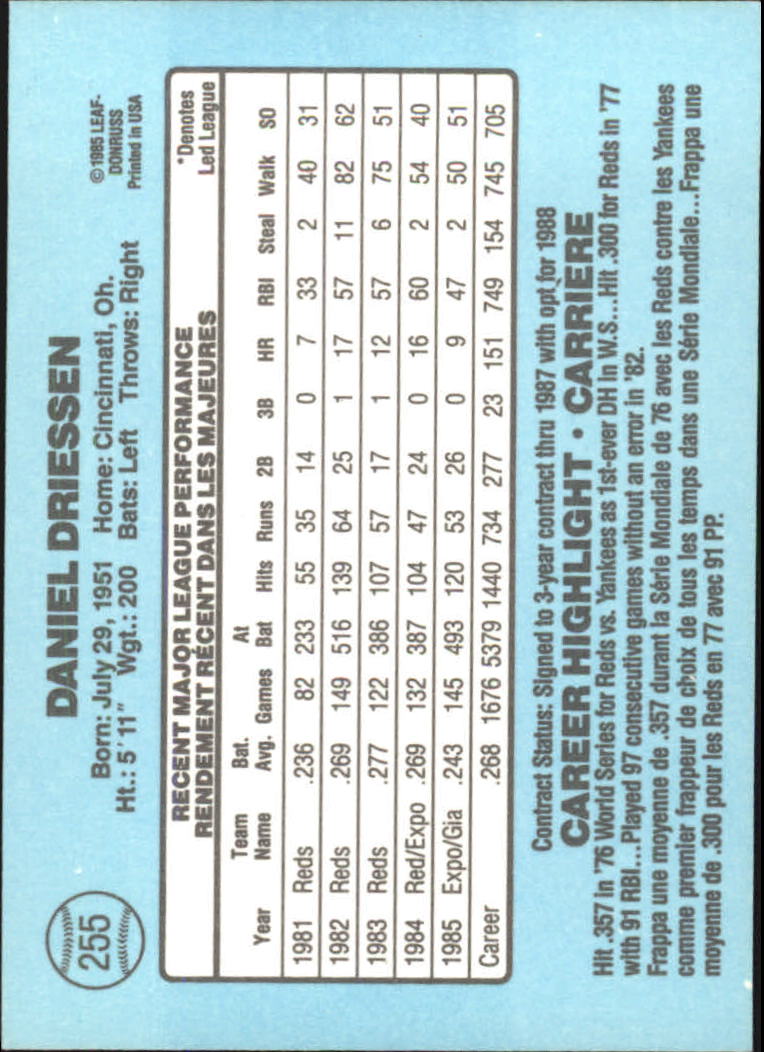 255
DANIEL DRIESSEN
Born: July 29, 1951 Home: Cincinnati, Oh.
Ht.: 5'11" Wgt.: 200 Bats: Left Throws: Right
© 1985 LEAF-
DONRUSS
Printed in USA
RECENT MAJOR LEAGUE PERFORMANCE
RENDEMENT RÉCENT DANS LES MAJEURES
*Denotes
Led League
Year Team Name Bat. Avg. Games At Bat Hits Runs 2B 3B HR RBI Steal Walk SO
1981 Reds .236 82 233 55 35 14 0 7 33 2 40 31
1982 Reds .269 149 516 139 64 25 1 17 57 11 82 62
1983 Reds .277 122 386 107 57 17 1 12 57 6 75 51
1984 Red/Expo .269 132 387 104 47 24 0 16 60 2 54 40
1985 Expo/Gia .243 145 493 120 53 26 0 9 47 2 50 51
Career .268 1676 5379 1440 734 277 23 151 749 154 745 705
Contract Status: Signed to 3-year contract thru 1987 with opt for 1988
CAREER HIGHLIGHT • CARRIERE
Hit .357 in '76 World Series for Reds vs. Yankees as 1st-ever DH in W.S....Hit .300 for Reds in '77
with 91 RBI...Played 97 consecutive games without an error in '82.
Frappa une moyenne de .357 durant la Série Mondiale de 76 avec les Reds contre les Yankees
comme premier frappeur de choix de tous les temps dans une Série Mondiale...Frappa une
moyenne de .300 pour les Reds en 77 avec 91 PP.